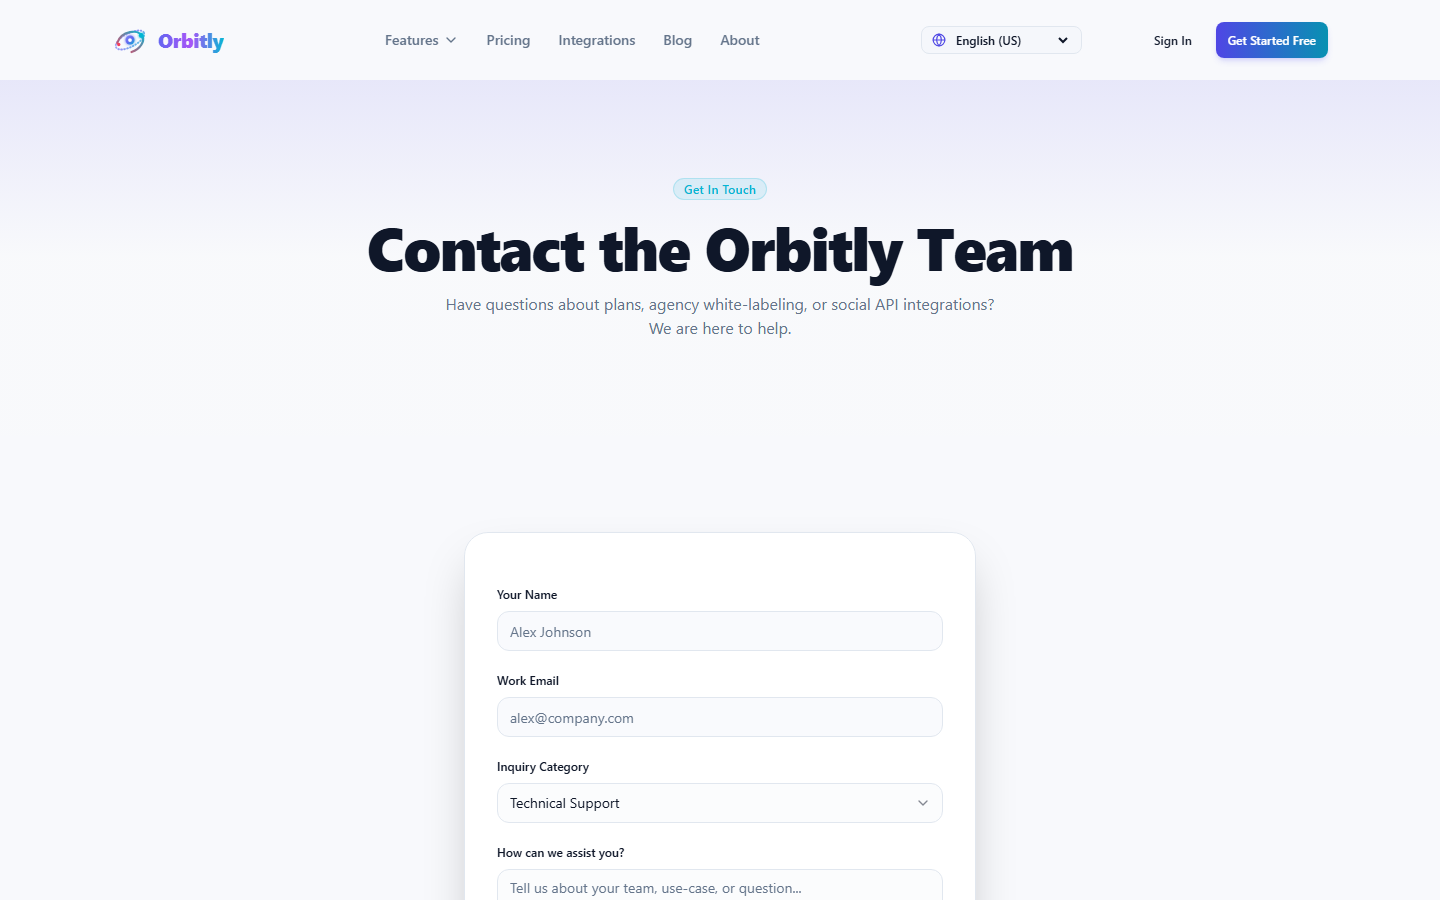 Orbitly
Features
Pricing
Integrations
Blog
About
English (US)
Sign In
Get Started Free
Get In Touch
Contact the Orbitly Team
Have questions about plans, agency white-labeling, or social API integrations?
We are here to help.
Your Name
Alex Johnson
Work Email
alex@company.com
Inquiry Category
Technical Support
How can we assist you?
Tell us about your team, use-case, or question...